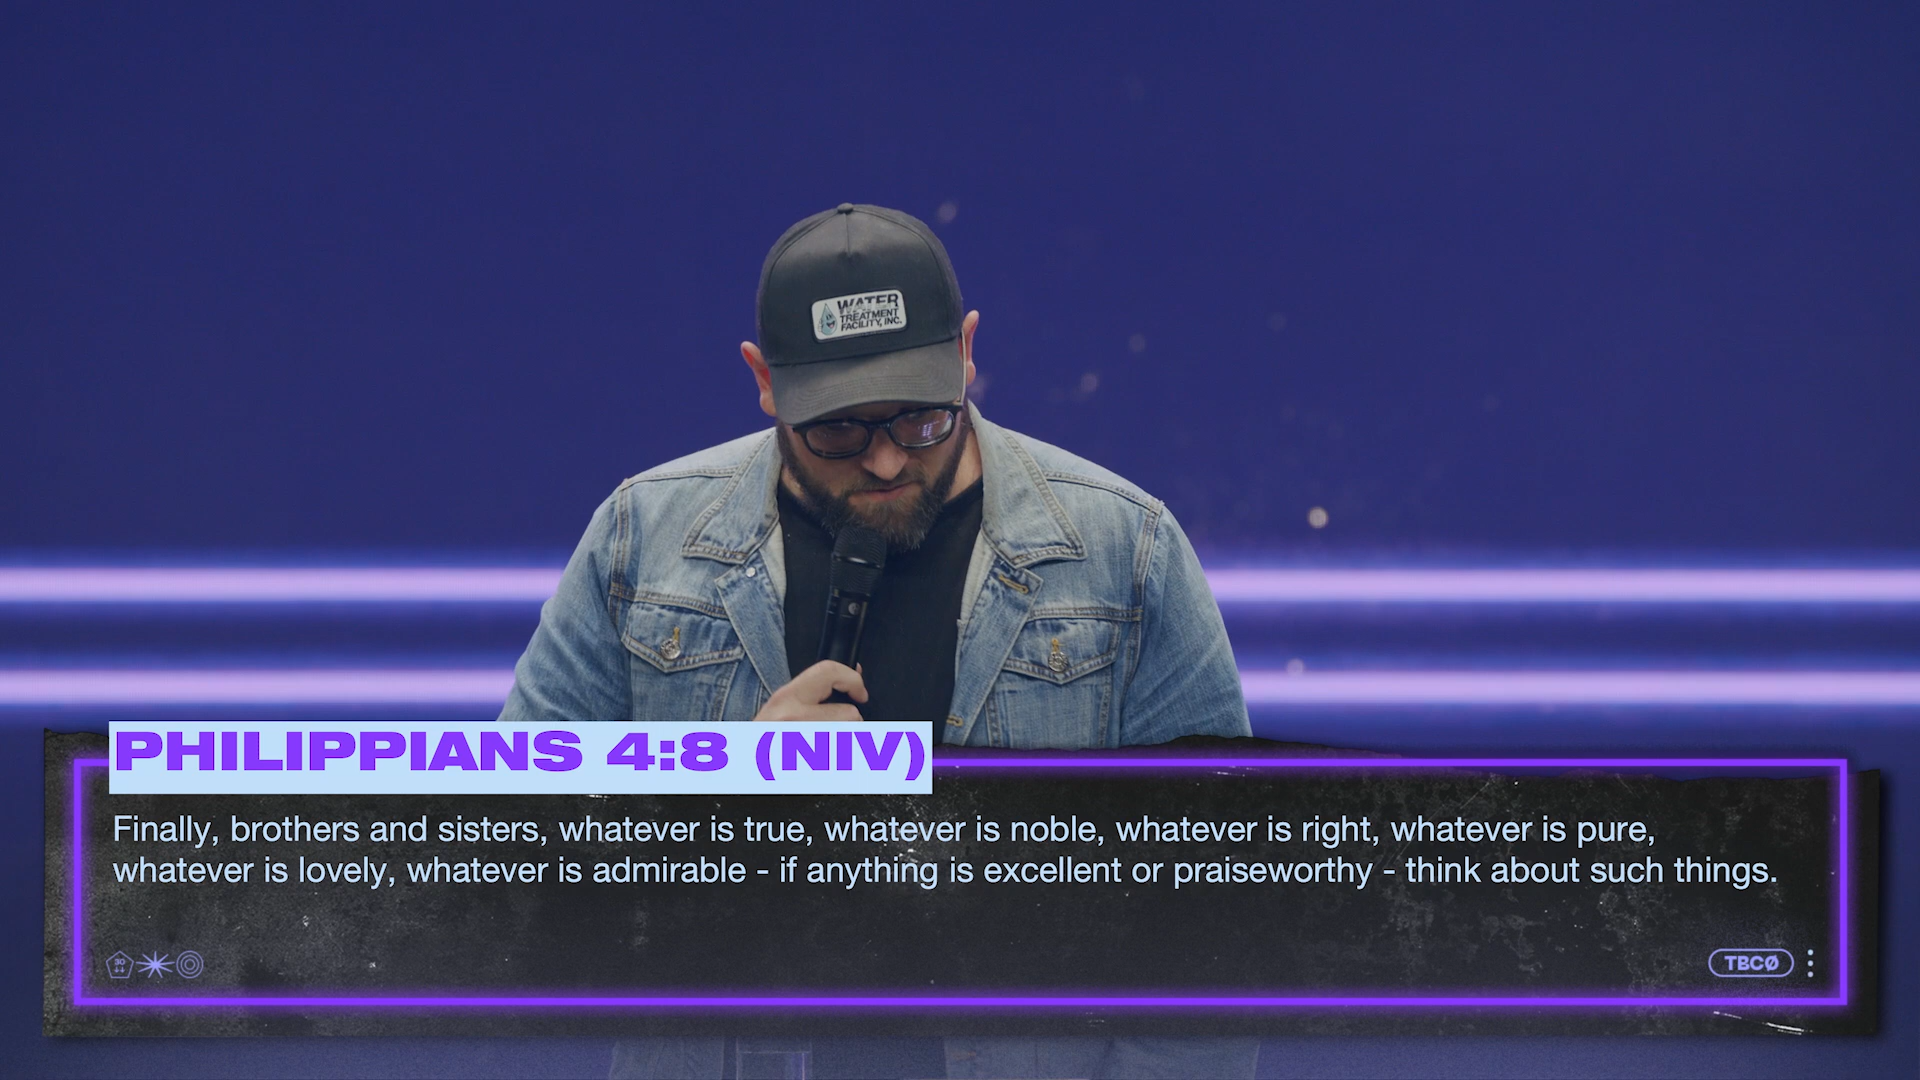 WATER
TREATMENT
FACILITY, INC.
PHILIPPIANS 4:8 (NIV)
Finally, brothers and sisters, whatever is true, whatever is noble, whatever is right, whatever is pure,
whatever is lovely, whatever is admirable - if anything is excellent or praiseworthy - think about such things.
30
TBCØ